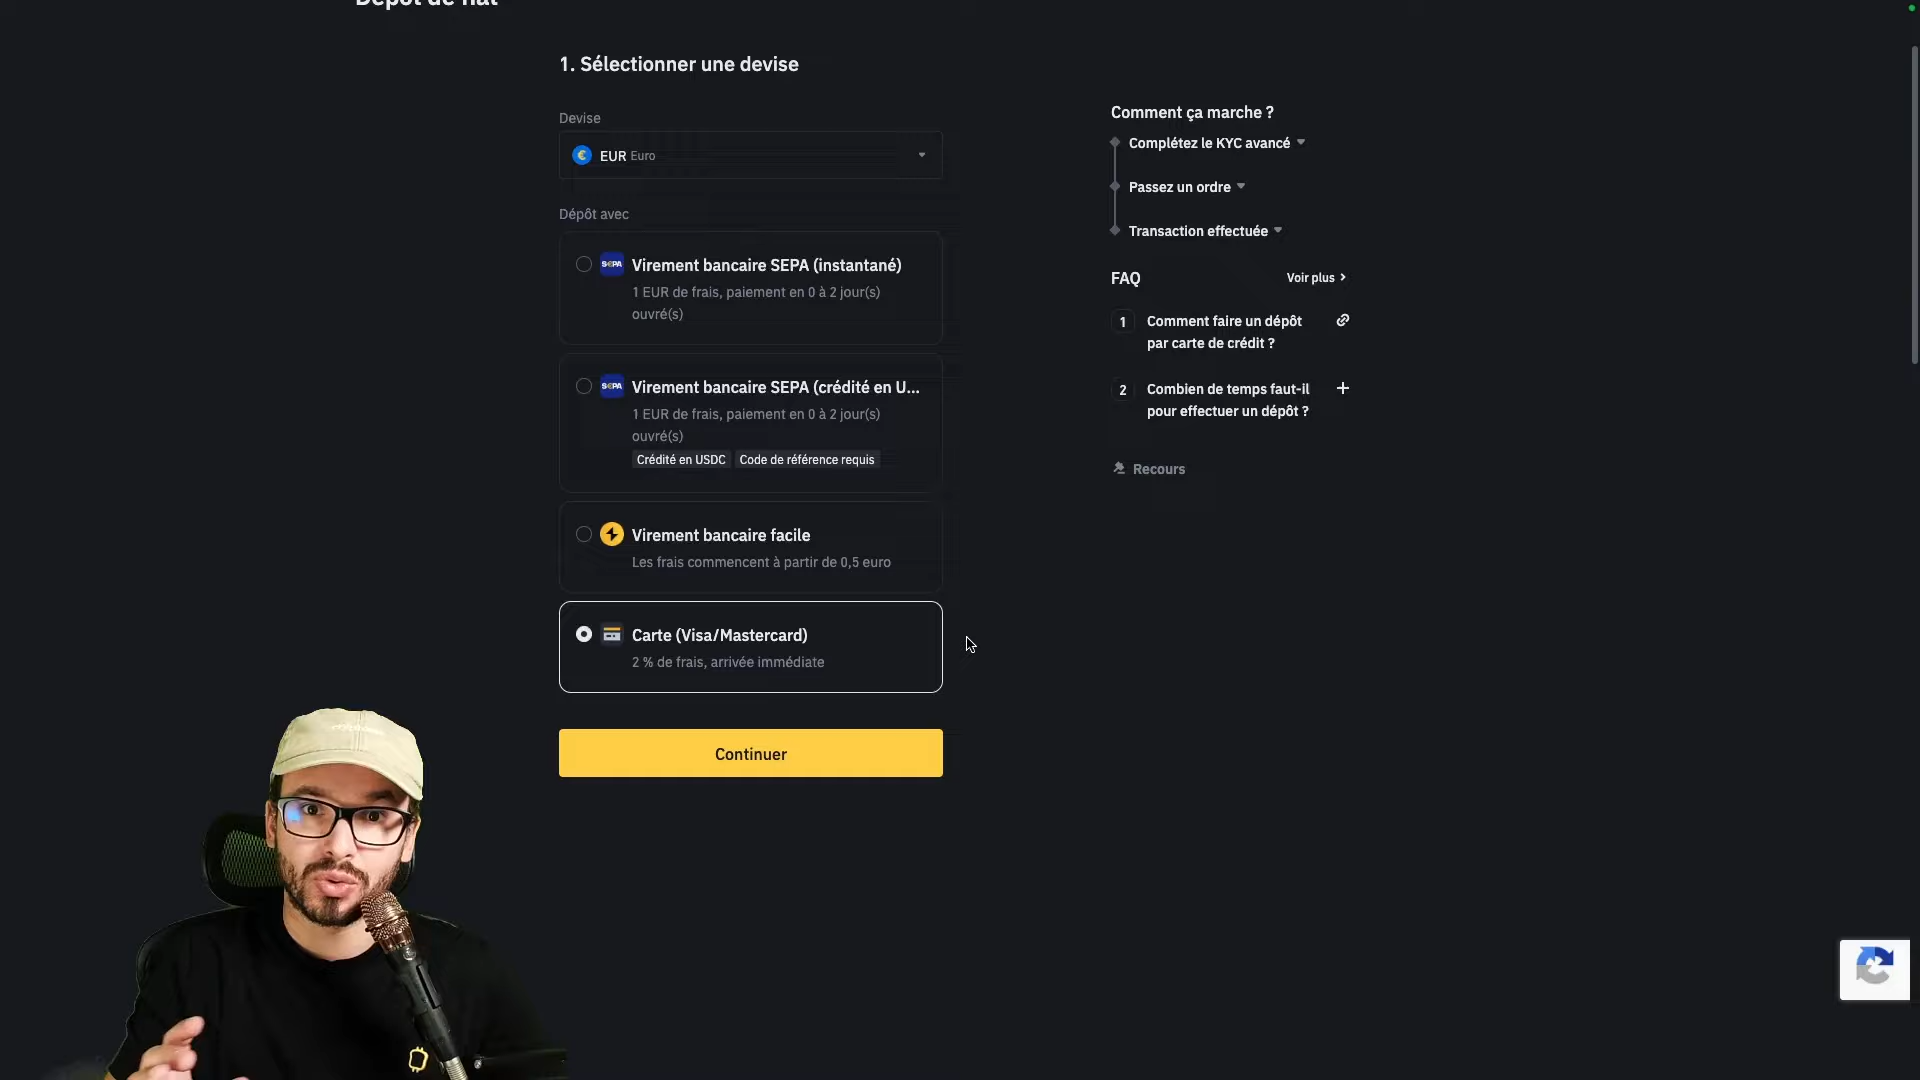 Dépôt de fiat
1. Sélectionner une devise
Devise
EUR Euro
Dépôt avec
SEPA Virement bancaire SEPA (instantané)
1 EUR de frais, paiement en 0 à 2 jour(s)
ouvré(s)
SEPA Virement bancaire SEPA (crédité en U...
1 EUR de frais, paiement en 0 à 2 jour(s)
ouvré(s)
Crédité en USDC Code de référence requis
Virement bancaire facile
Les frais commencent à partir de 0,5 euro
Carte (Visa/Mastercard)
2 % de frais, arrivée immédiate
Continuer
Comment ça marche ?
Complétez le KYC avancé
Passez un ordre
Transaction effectuée
FAQ Voir plus
1 Comment faire un dépôt
par carte de crédit ?
2 Combien de temps faut-il
pour effectuer un dépôt ?
Recours